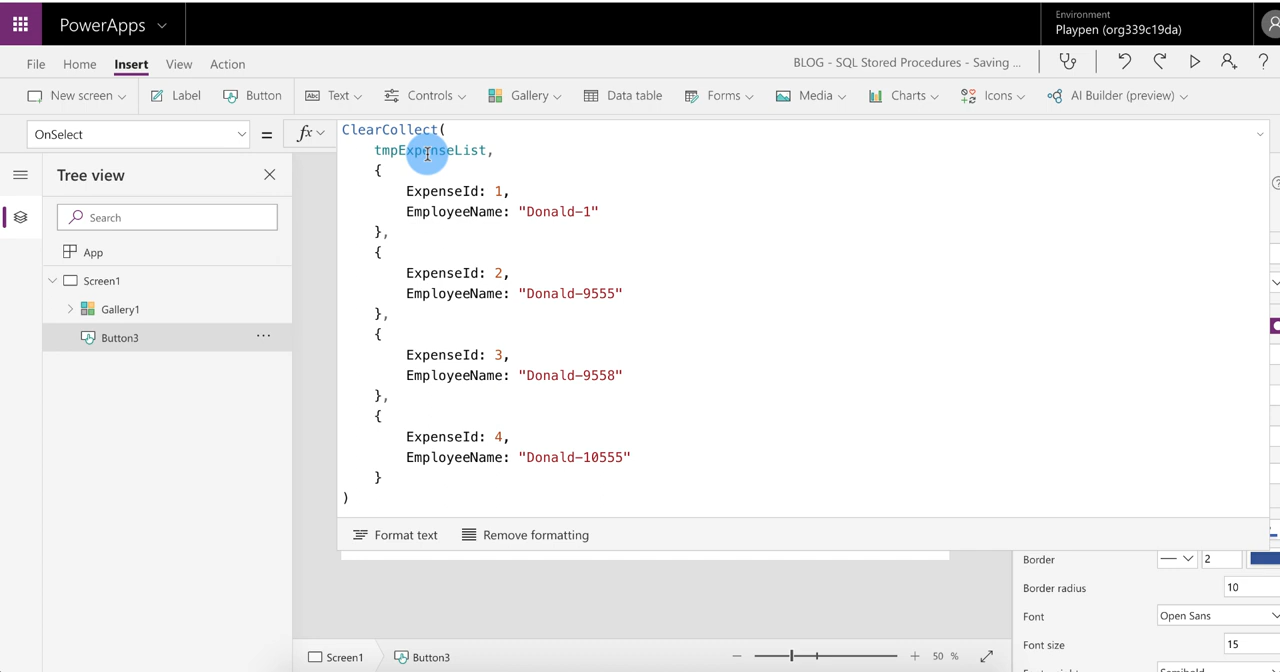 PowerApps
Environment
Playpen (org339c19da)
File Home Insert View Action
BLOG - SQL Stored Procedures - Saving ...
?
New screen Label Button Text Controls Gallery Data table Forms Media Charts Icons AI Builder (preview)
OnSelect = fx
ClearCollect(
tmpExpenseList,
{
ExpenseId: 1,
EmployeeName: "Donald-1"
},
{
ExpenseId: 2,
EmployeeName: "Donald-9555"
},
{
ExpenseId: 3,
EmployeeName: "Donald-9558"
},
{
ExpenseId: 4,
EmployeeName: "Donald-10555"
}
)
Format text Remove formatting
Tree view
Search
App
Screen1
Gallery1
Button3 ...
Border 2
Border radius 10
Font Open Sans
Font size 15
Screen1 Button3 50 %